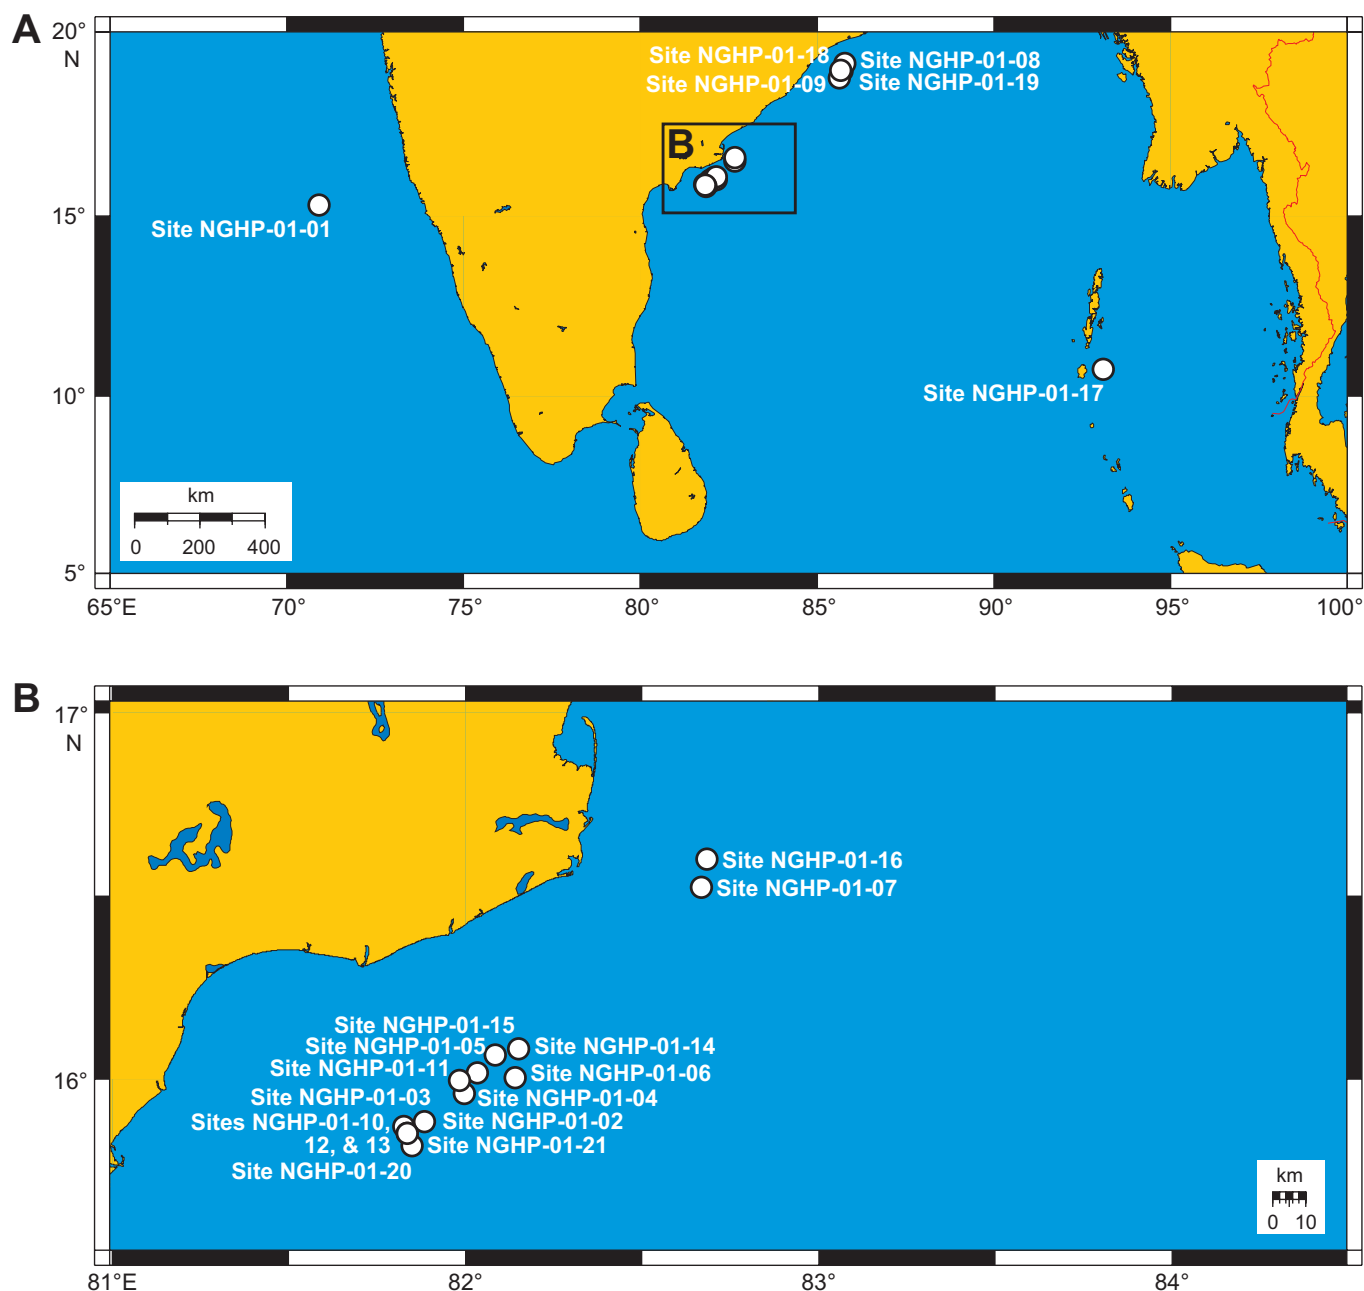 A
20°
N
Site NGHP-01-18
Site NGHP-01-08
Site NGHP-01-09
Site NGHP-01-19
B
Site NGHP-01-01
15°
Site NGHP-01-17
10°
km
0 200 400
5°
65°E 70° 75° 80° 85° 90° 95° 100°
B
17°
N
Site NGHP-01-16
Site NGHP-01-07
Site NGHP-01-15
Site NGHP-01-05
Site NGHP-01-14
Site NGHP-01-11
Site NGHP-01-06
16°
Site NGHP-01-03
Site NGHP-01-04
Sites NGHP-01-10,
12, & 13
Site NGHP-01-02
Site NGHP-01-21
Site NGHP-01-20
km
0 10
81°E 82° 83° 84°